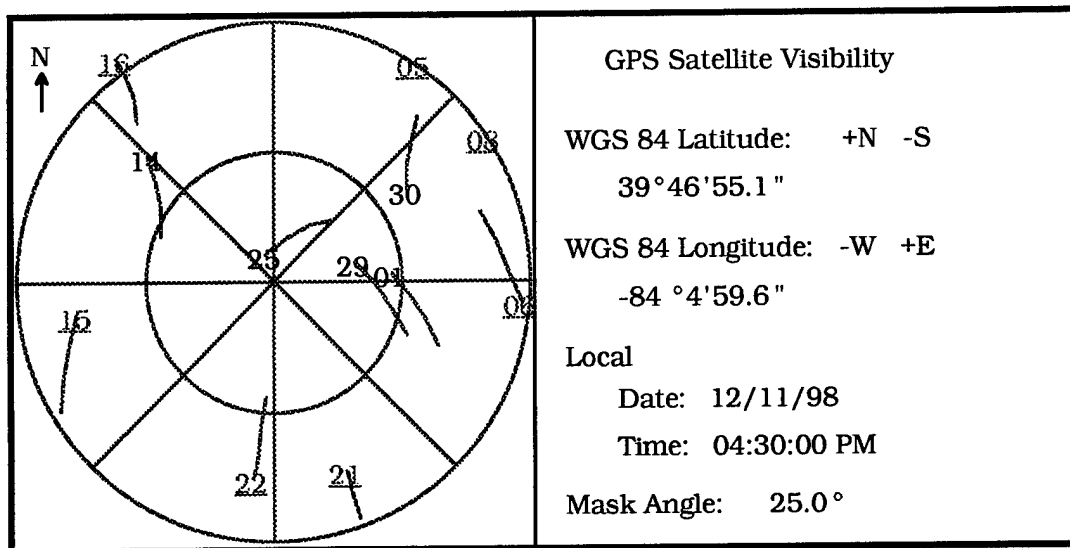 N
16
05
03
14
30
25
29
01
06
15
22
21
GPS Satellite Visibility
WGS 84 Latitude: +N -S
39°46'55.1"
WGS 84 Longitude: -W +E
-84 °4'59.6"
Local
Date: 12/11/98
Time: 04:30:00 PM
Mask Angle: 25.0°